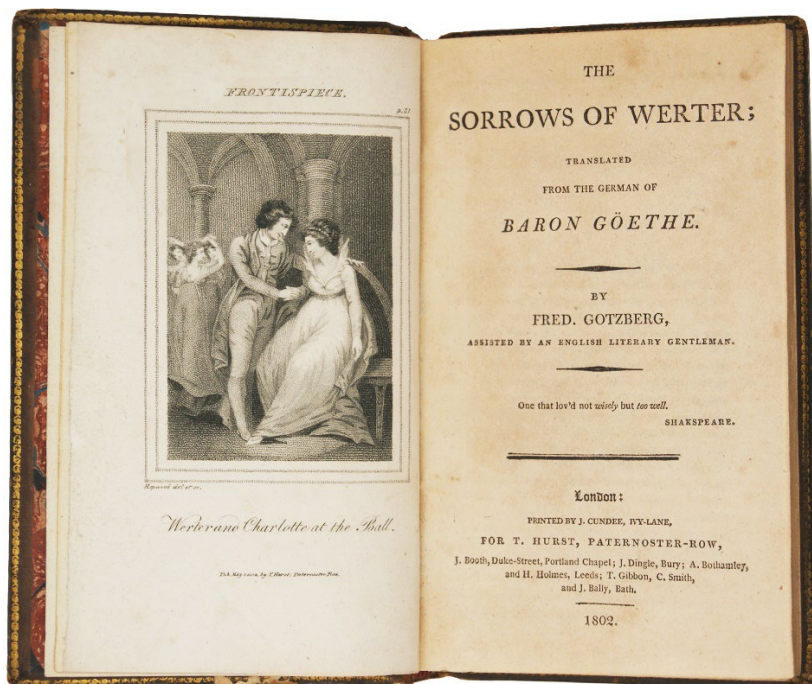 FRONTISPIECE.
Werter and Charlotte at the Ball.
THE
SORROWS OF WERTER;
TRANSLATED
FROM THE GERMAN OF
BARON GÖETHE.
BY
FRED. GOTZBERG,
ASSISTED BY AN ENGLISH LITERARY GENTLEMAN.
One that lov'd not wisely but too well.
SHAKSPEARE.
London:
PRINTED BY J. CUNDEE, IVY-LANE,
FOR T. HURST, PATERNOSTER-ROW,
J. Booth, Duke-Street, Portland Chapel; J. Dingle, Bury; A. Bothamley,
and H. Holmes, Leeds; T. Gibbon, C. Smith,
and J. Bally, Bath.
1802.